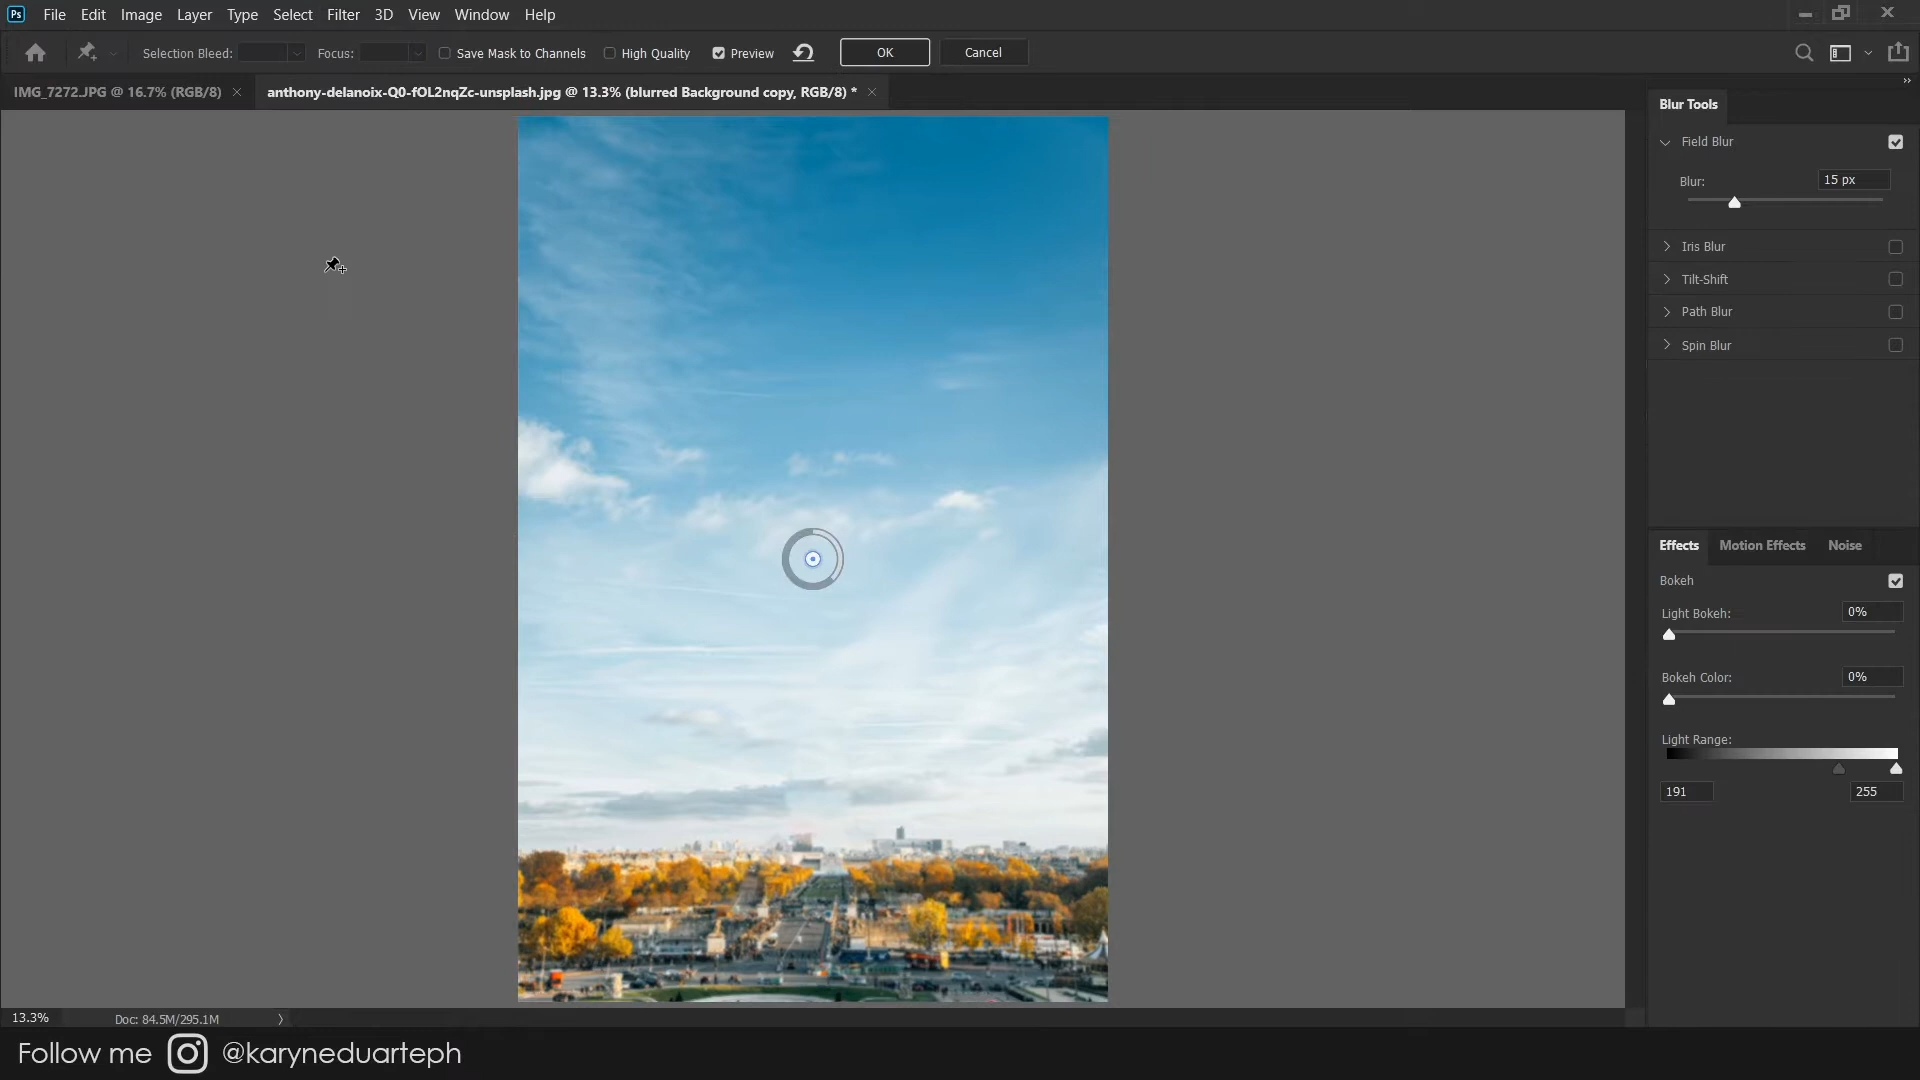 Ps File Edit Image Layer Type Select Filter 3D View Window Help
Selection Bleed: Focus: Save Mask to Channels High Quality Preview OK Cancel
IMG_7272.JPG @ 16.7% (RGB/8) × anthony-delanoix-Q0-fOL2nqZc-unsplash.jpg @ 13.3% (blurred Background copy, RGB/8) * ×
Blur Tools
Field Blur
Blur: 15 px
Iris Blur
Tilt-Shift
Path Blur
Spin Blur
Effects Motion Effects Noise
Bokeh
Light Bokeh: 0%
Bokeh Color: 0%
Light Range:
191 255
13.3% Doc: 84.5M/295.1M
Follow me @karyneduarteph